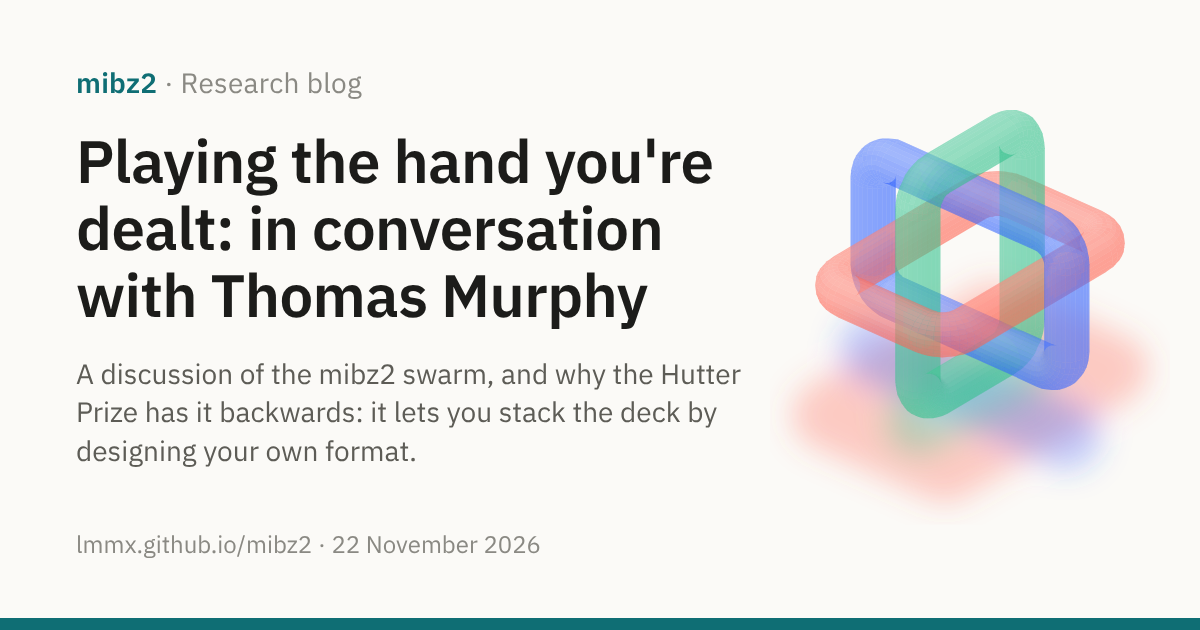 mibz2 · Research blog
Playing the hand you're
dealt: in conversation
with Thomas Murphy
A discussion of the mibz2 swarm, and why the Hutter
Prize has it backwards: it lets you stack the deck by
designing your own format.
lmmx.github.io/mibz2 · 22 November 2026